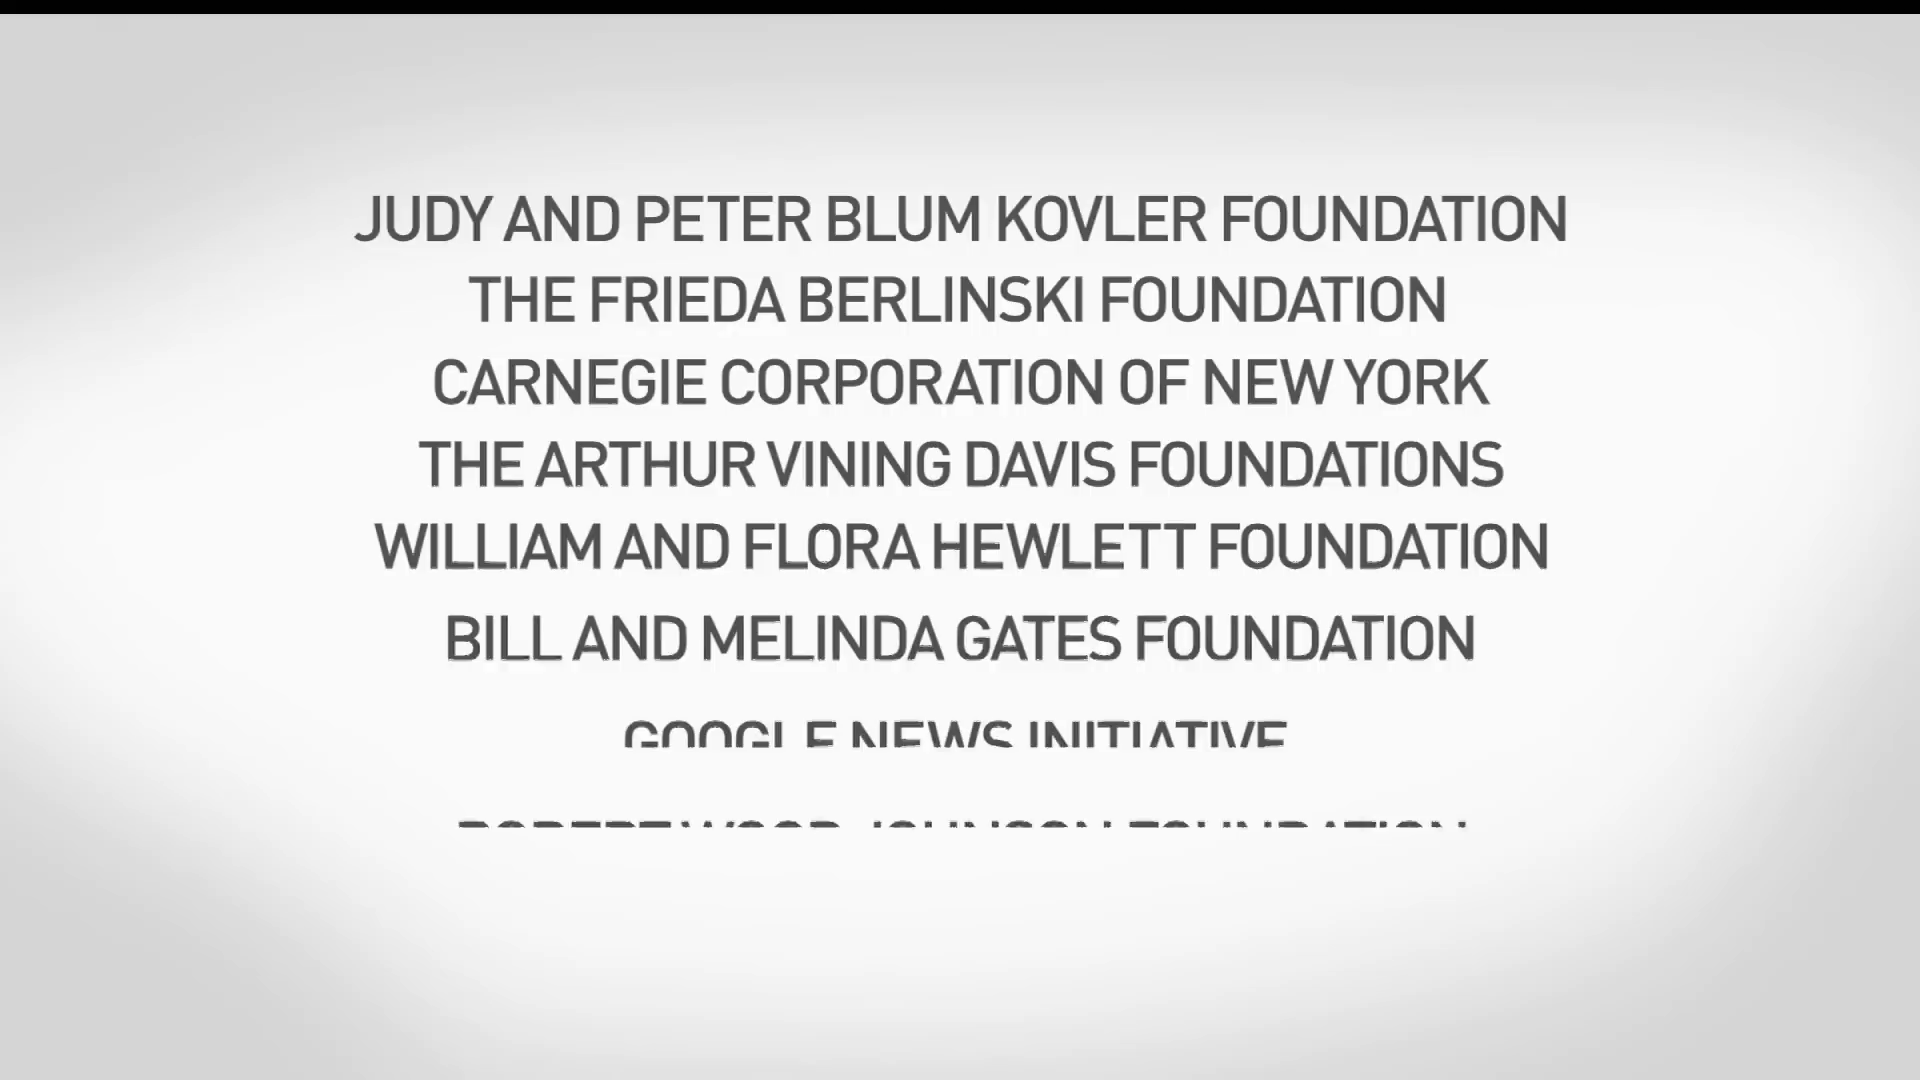 JUDY AND PETER BLUM KOVLER FOUNDATION
THE FRIEDA BERLINSKI FOUNDATION
CARNEGIE CORPORATION OF NEW YORK
THE ARTHUR VINING DAVIS FOUNDATIONS
WILLIAM AND FLORA HEWLETT FOUNDATION
BILL AND MELINDA GATES FOUNDATION
GOOGLE NEWS INITIATIVE